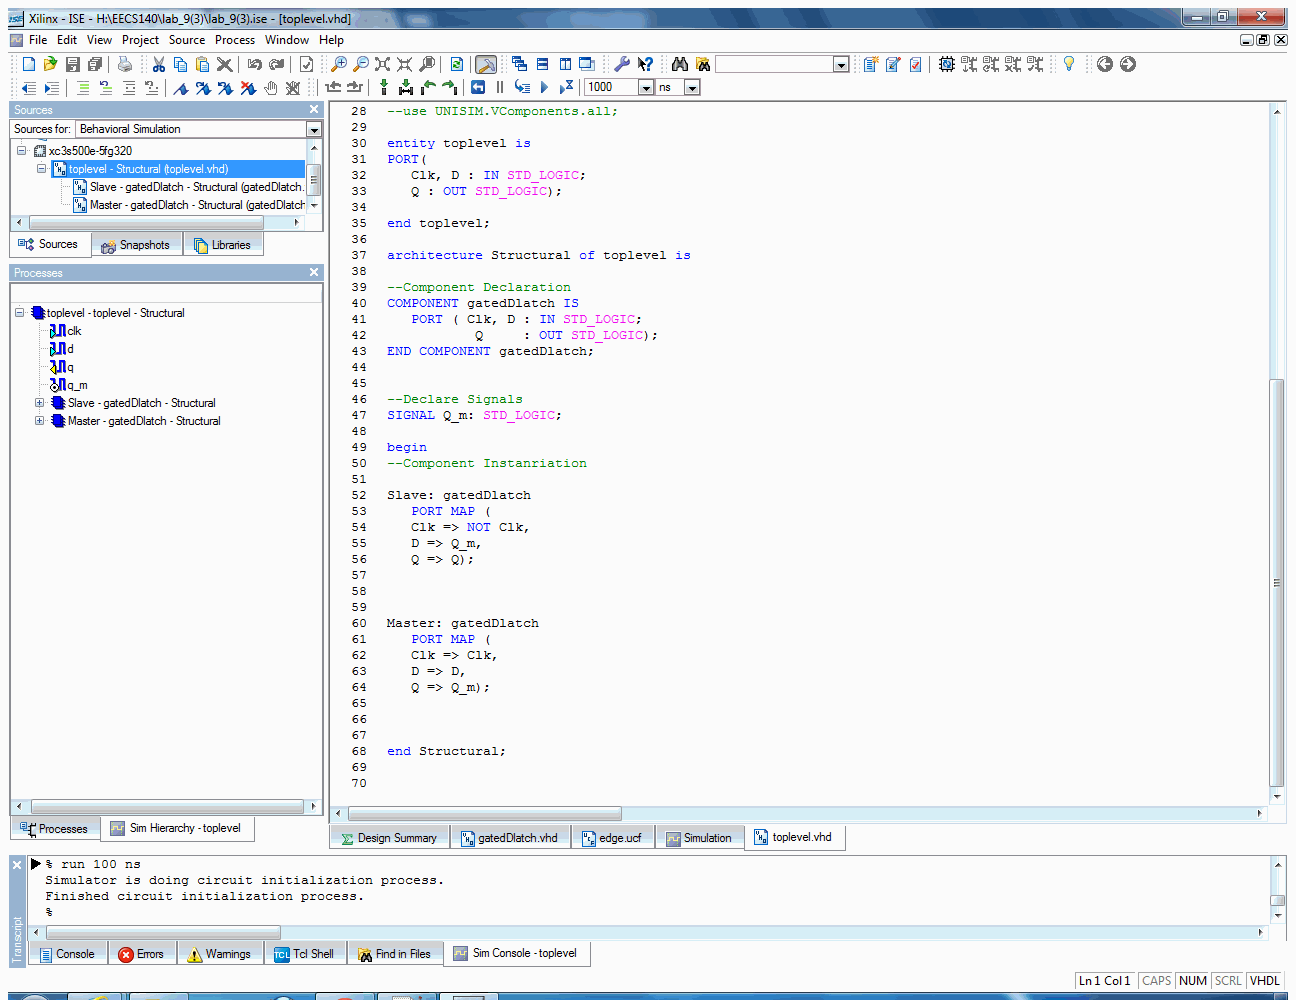 Xilinx - ISE - H:\EECS140\lab_9(3)\lab_9(3).ise - [toplevel.vhd]
File Edit View Project Source Process Window Help
1000 ns
Sources
Sources for: Behavioral Simulation
xc3s500e-5fg320
toplevel - Structural (toplevel.vhd)
Slave - gatedDlatch - Structural (gatedDlatch.
Master - gatedDlatch - Structural (gatedDlatch
Sources Snapshots Libraries
Processes
toplevel - toplevel - Structural
clk
d
q
q_m
Slave - gatedDlatch - Structural
Master - gatedDlatch - Structural
Processes Sim Hierarchy - toplevel
28 --use UNISIM.VComponents.all;
29
30 entity toplevel is
31 PORT(
32 Clk, D : IN STD_LOGIC;
33 Q : OUT STD_LOGIC);
34
35 end toplevel;
36
37 architecture Structural of toplevel is
38
39 --Component Declaration
40 COMPONENT gatedDlatch IS
41 PORT ( Clk, D : IN STD_LOGIC;
42 Q : OUT STD_LOGIC);
43 END COMPONENT gatedDlatch;
44
45
46 --Declare Signals
47 SIGNAL Q_m: STD_LOGIC;
48
49 begin
50 --Component Instanriation
51
52 Slave: gatedDlatch
53 PORT MAP (
54 Clk => NOT Clk,
55 D => Q_m,
56 Q => Q);
57
58
59
60 Master: gatedDlatch
61 PORT MAP (
62 Clk => Clk,
63 D => D,
64 Q => Q_m);
65
66
67
68 end Structural;
69
70
Design Summary gatedDlatch.vhd edge.ucf Simulation toplevel.vhd
% run 100 ns
Simulator is doing circuit initialization process.
Finished circuit initialization process.
%
Transcript
Console Errors Warnings Tcl Shell Find in Files Sim Console - toplevel
Ln 1 Col 1 CAPS NUM SCRL VHDL